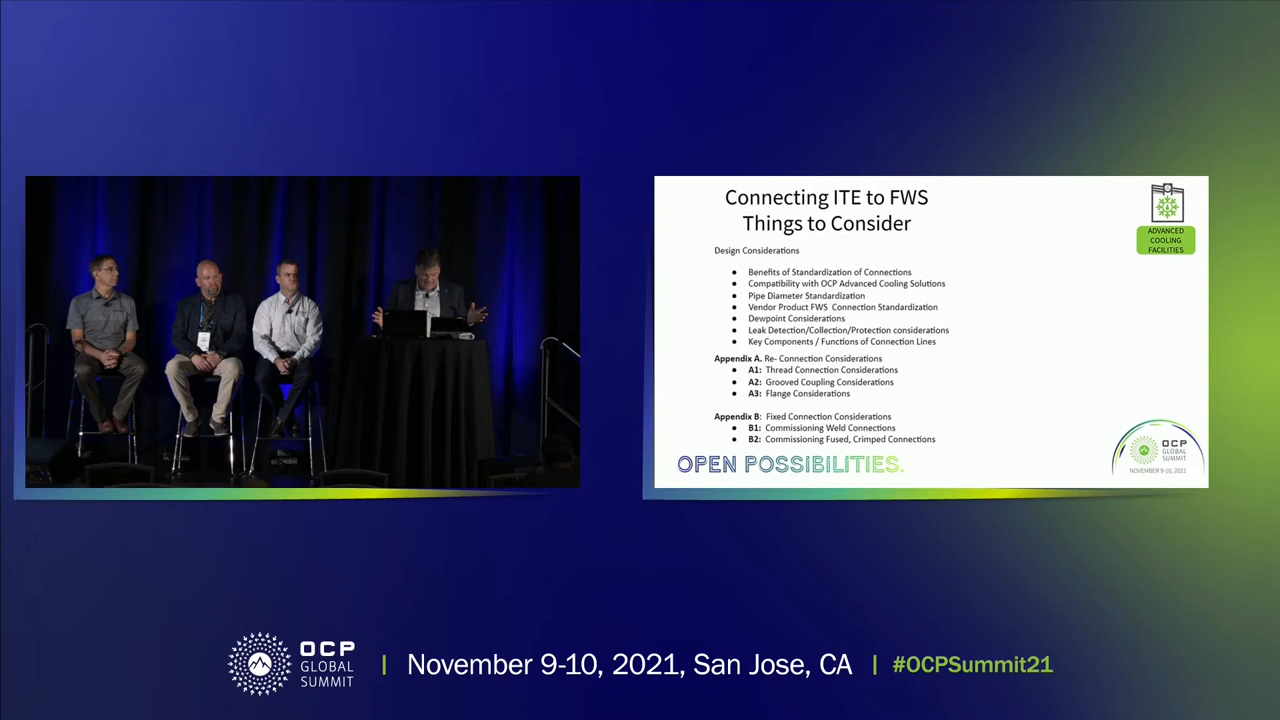 Connecting ITE to FWS
Things to Consider
ADVANCED
COOLING
FACILITIES
Design Considerations
● Benefits of Standardization of Connections
● Compatibility with OCP Advanced Cooling Solutions
● Pipe Diameter Standardization
● Vendor Product FWS Connection Standardization
● Dewpoint Considerations
● Leak Detection/Collection/Protection considerations
● Key Components / Functions of Connection Lines
Appendix A. Re- Connection Considerations
● A1: Thread Connection Considerations
● A2: Grooved Coupling Considerations
● A3: Flange Considerations
Appendix B: Fixed Connection Considerations
● B1: Commissioning Weld Connections
● B2: Commissioning Fused, Crimped Connections
OPEN POSSIBILITIES.
OCP
GLOBAL
SUMMIT
NOVEMBER 9-10, 2021
OCP
GLOBAL
SUMMIT
| November 9-10, 2021, San Jose, CA | #OCPSummit21